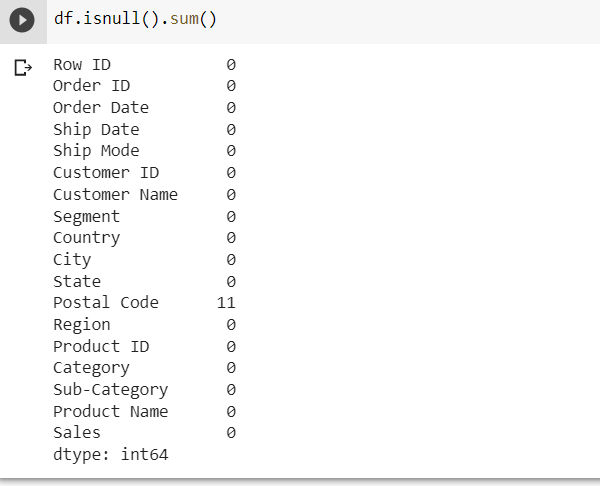 df.isnull().sum()
Row ID 0
Order ID 0
Order Date 0
Ship Date 0
Ship Mode 0
Customer ID 0
Customer Name 0
Segment 0
Country 0
City 0
State 0
Postal Code 11
Region 0
Product ID 0
Category 0
Sub-Category 0
Product Name 0
Sales 0
dtype: int64